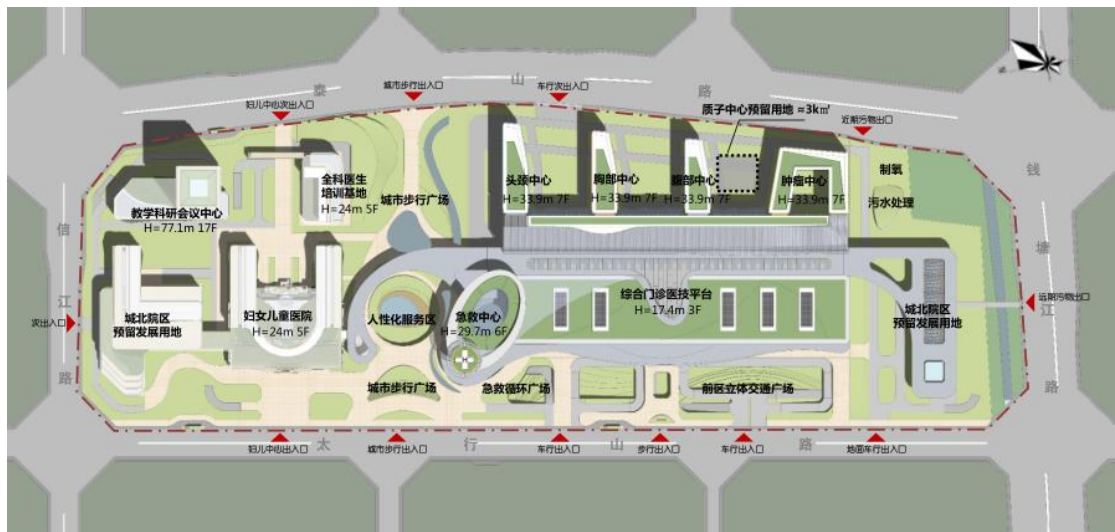 泰 山 路
妇儿中心次出入口
城市步行出入口
车行次出入口
质子中心预留用地 ≈3k㎡
近期污物出口
全科医生
培训基地
H=24m 5F
教学科研会议中心
H=77.1m 17F
城市步行广场
头颈中心
H=33.9m 7F
胸部中心
H=33.9m 7F
腹部中心
H=33.9m 7F
肿瘤中心
H=33.9m 7F
制氧
污水处理
钱 塘 江 路
信 江 路
次出入口
城北院区
预留发展用地
妇女儿童医院
H=24m 5F
人性化服务区
急救中心
H=29.7m 6F
综合门诊医技平台
H=17.4m 3F
城北院区
预留发展用地
远期污物出口
城市步行广场
急救循环广场
前区立体交通广场
H
太 行 山 路
妇儿中心出入口
城市步行出入口
车行出入口
步行出入口
车行出入口
地面车行出入口